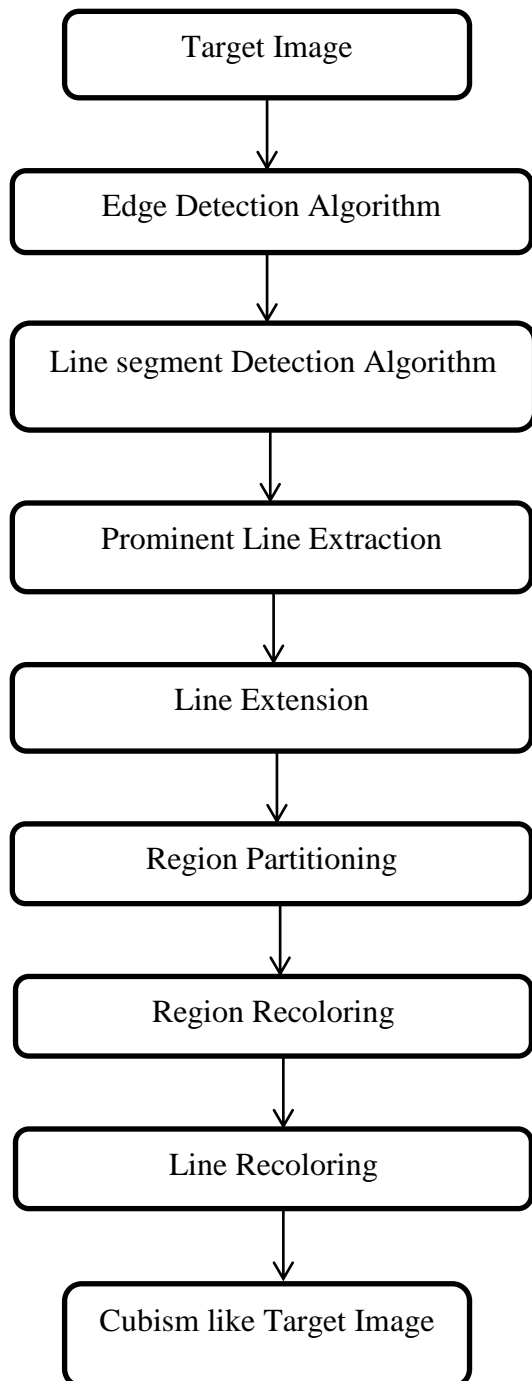 Target Image
Edge Detection Algorithm
Line segment Detection Algorithm
Prominent Line Extraction
Line Extension
Region Partitioning
Region Recoloring
Line Recoloring
Cubism like Target Image